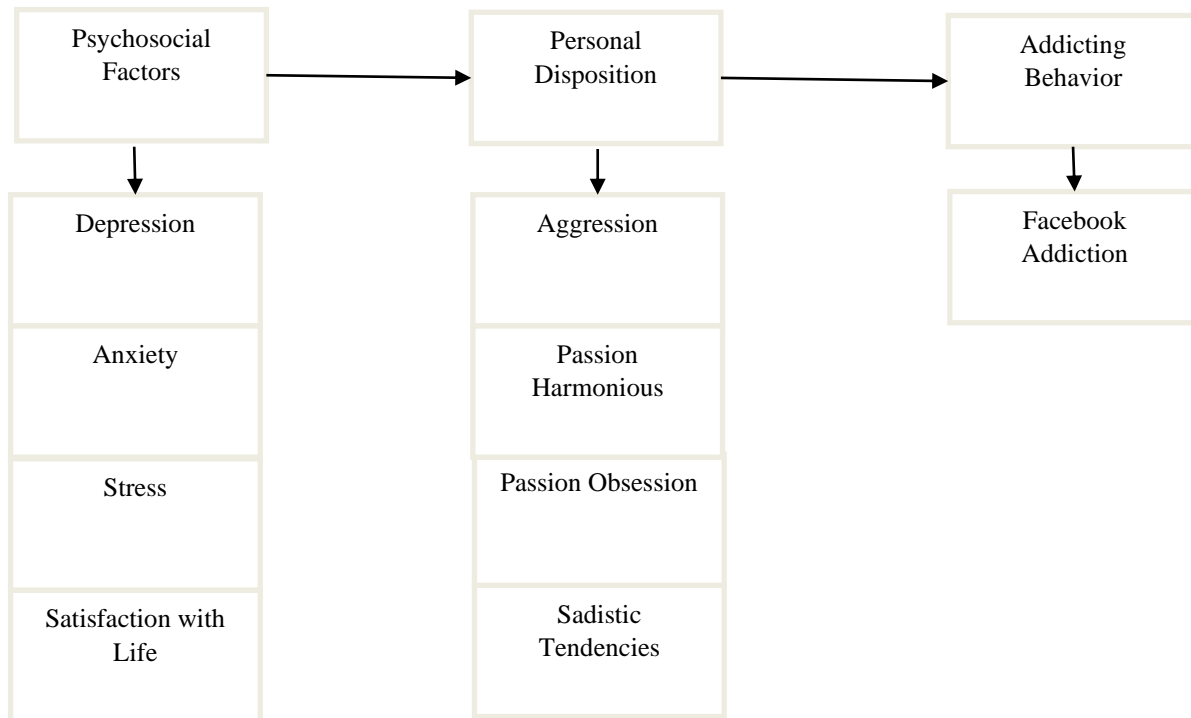 Psychosocial
Factors
Personal
Disposition
Addicting
Behavior
Depression
Anxiety
Stress
Satisfaction with
Life
Aggression
Passion
Harmonious
Passion Obsession
Sadistic
Tendencies
Facebook
Addiction